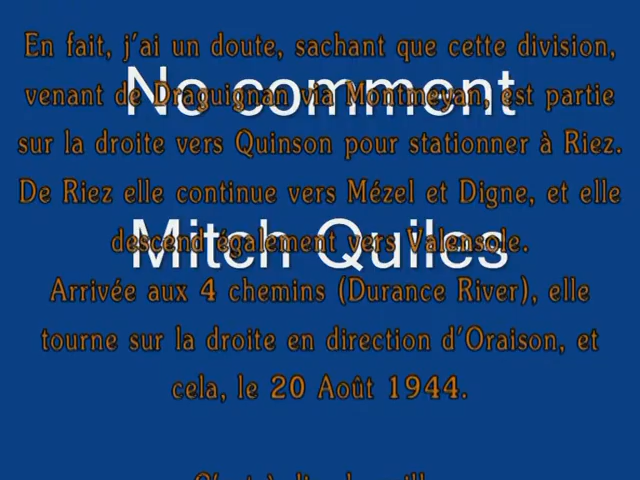 En fait, j'ai un doute, sachant que cette division,
No comment
venant de Draguignan via Montmeyan, est partie
sur la droite vers Quinson pour stationner à Riez.
De Riez elle continue vers Mézel et Digne, et elle
descend également vers Valensole.
Mitch Quiles
Arrivée aux 4 chemins (Durance River), elle
tourne sur la droite en direction d'Oraison, et
cela, le 20 Août 1944.